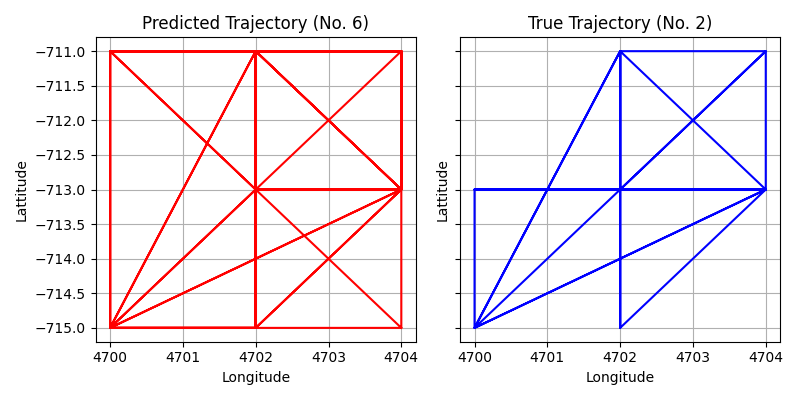 Predicted Trajectory (No. 6)
True Trajectory (No. 2)
−711.0
−711.5
−712.0
−712.5
−713.0
−713.5
−714.0
−714.5
−715.0
Lattitude
Lattitude
4700 4701 4702 4703 4704
4700 4701 4702 4703 4704
Longitude
Longitude